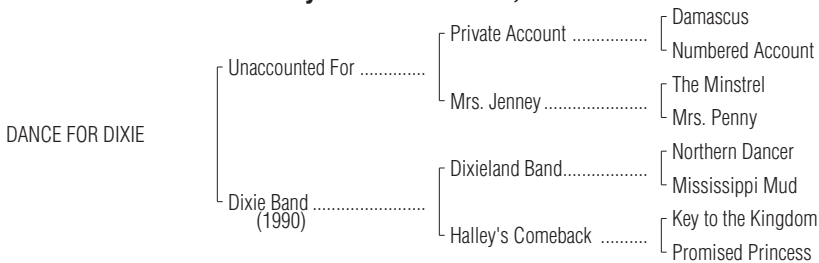 Damascus
Private Account ................
Numbered Account
Unaccounted For ..............
The Minstrel
Mrs. Jenney......................
Mrs. Penny
DANCE FOR DIXIE
Northern Dancer
Dixieland Band..................
Mississippi Mud
Dixie Band ........................
(1990)
Key to the Kingdom
Halley's Comeback ..........
Promised Princess